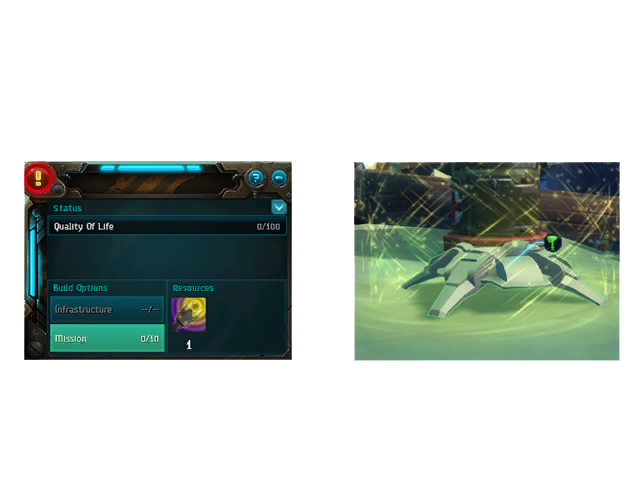 Status
Quality Of Life 0/100
Build Options Resources
Infrastructure --/--
Mission 0/10
1